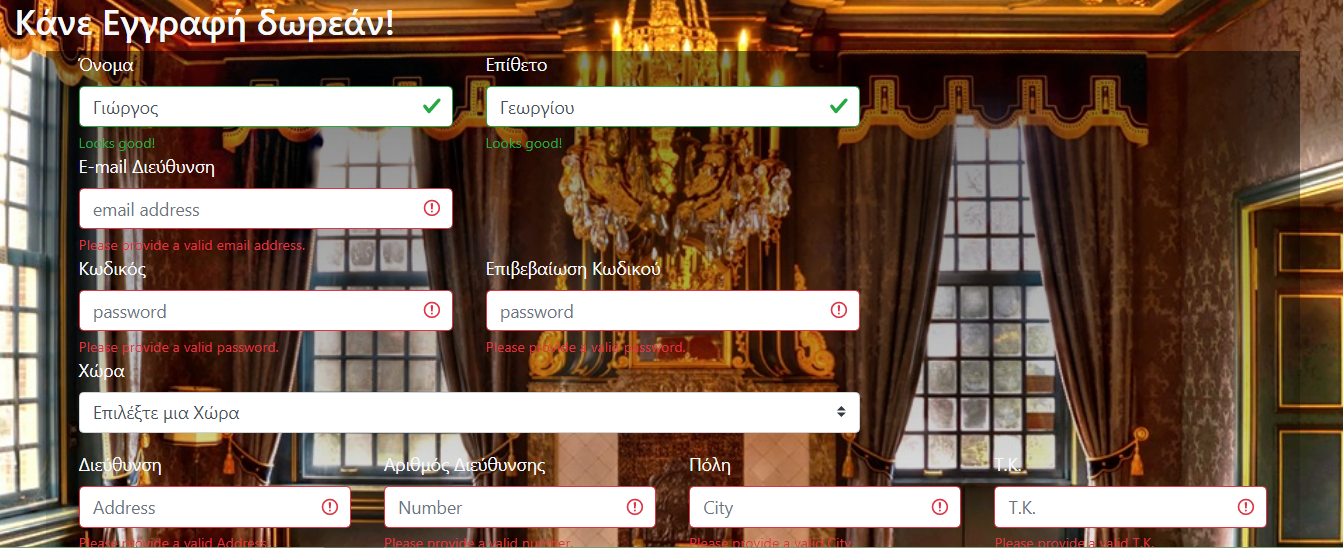 Κάνε Εγγραφή δωρεάν!
Όνομα Επίθετο
Γιώργος Γεωργίου
Looks good! Looks good!
E-mail Διεύθυνση
email address
Please provide a valid email address.
Κωδικός Επιβεβαίωση Κωδικού
password password
Please provide a valid password. Please provide a valid password.
Χώρα
Επιλέξτε μια Χώρα
Διεύθυνση Αριθμός Διεύθυνσης Πόλη Τ.Κ.
Address Number City Τ.Κ.
Please provide a valid Address. Please provide a valid number. Please provide a valid City. Please provide a valid Τ.Κ.